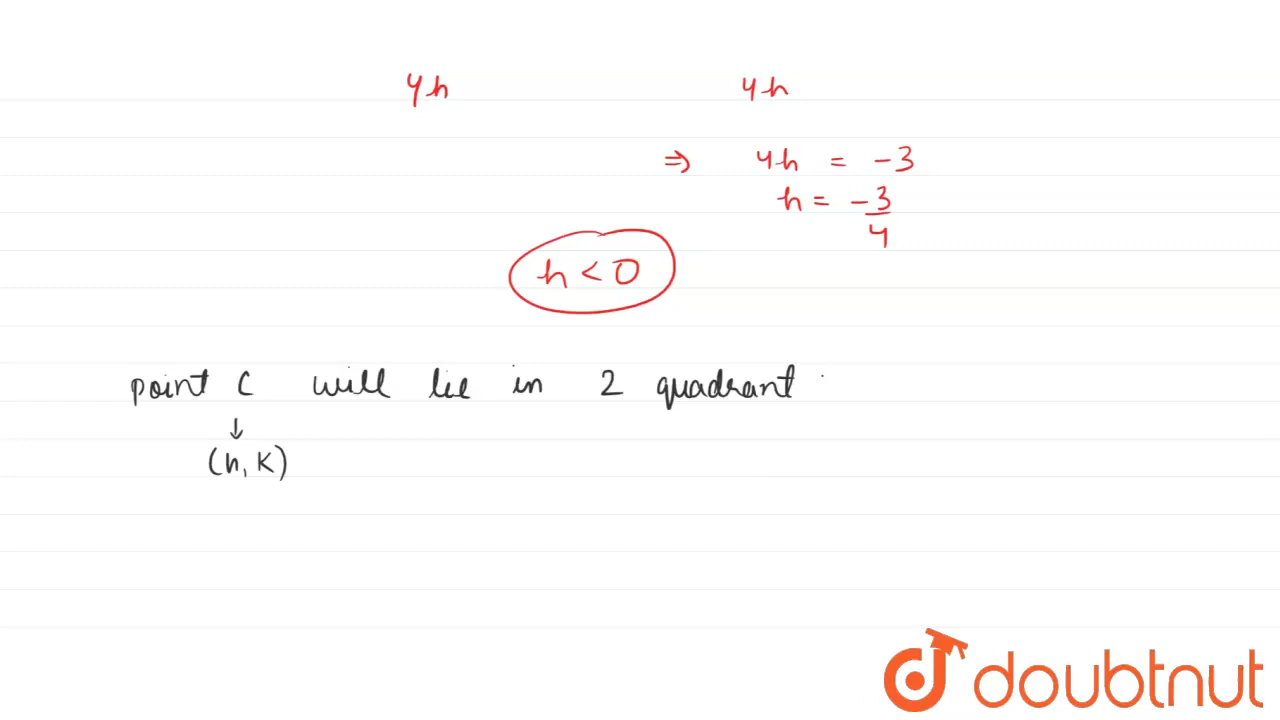 4h 4h
⇒ 4h = -3
h = -3/4
h < 0
point C will lie in 2 quadrant
↓
(h, K)
doubtnut